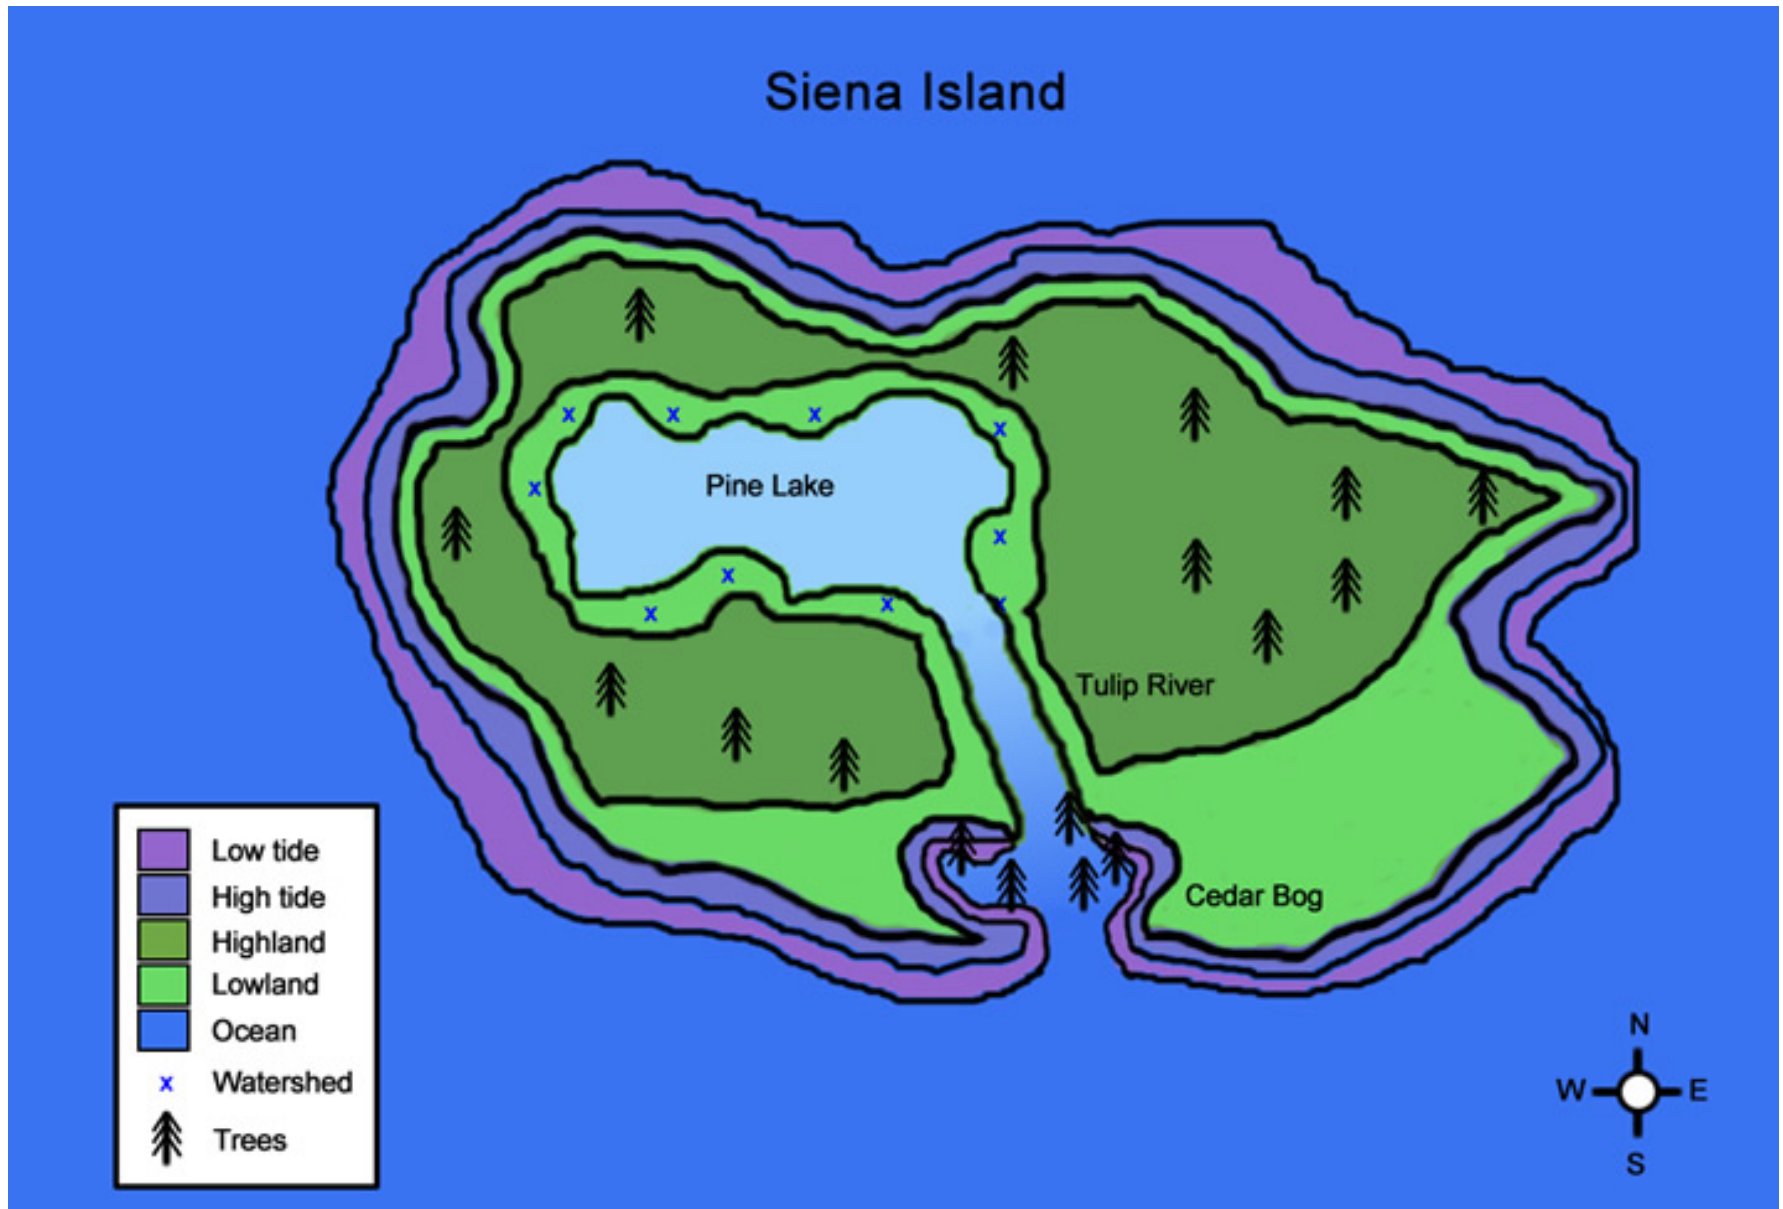 Siena Island
Pine Lake
Tulip River
Cedar Bog
Low tide
High tide
Highland
Lowland
Ocean
x Watershed
Trees
N
W E
S